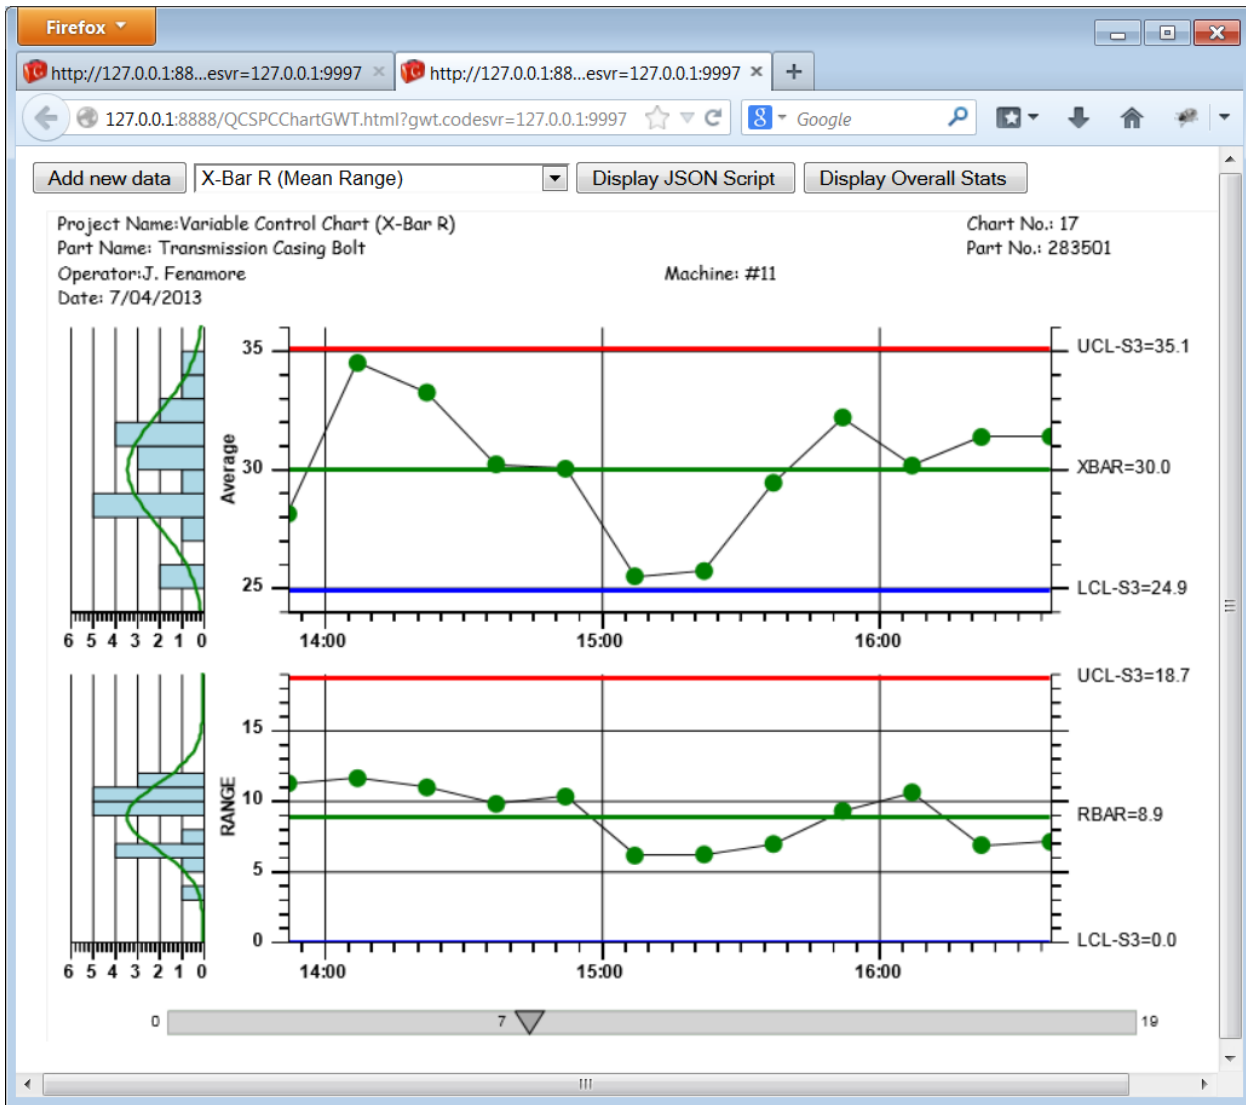 Firefox
http://127.0.0.1:88...esvr=127.0.0.1:9997
http://127.0.0.1:88...esvr=127.0.0.1:9997
127.0.0.1:8888/QCSPCChartGWT.html?gwt.codesvr=127.0.0.1:9997
8 Google
Add new data X-Bar R (Mean Range) Display JSON Script Display Overall Stats
Project Name:Variable Control Chart (X-Bar R) Chart No.: 17
Part Name: Transmission Casing Bolt Part No.: 283501
Operator:J. Fenamore Machine: #11
Date: 7/04/2013
35 UCL-S3=35.1
Average
30 XBAR=30.0
25 LCL-S3=24.9
6 5 4 3 2 1 0 14:00 15:00 16:00
UCL-S3=18.7
15
RANGE
10 RBAR=8.9
5
0 LCL-S3=0.0
6 5 4 3 2 1 0 14:00 15:00 16:00
0 7 19